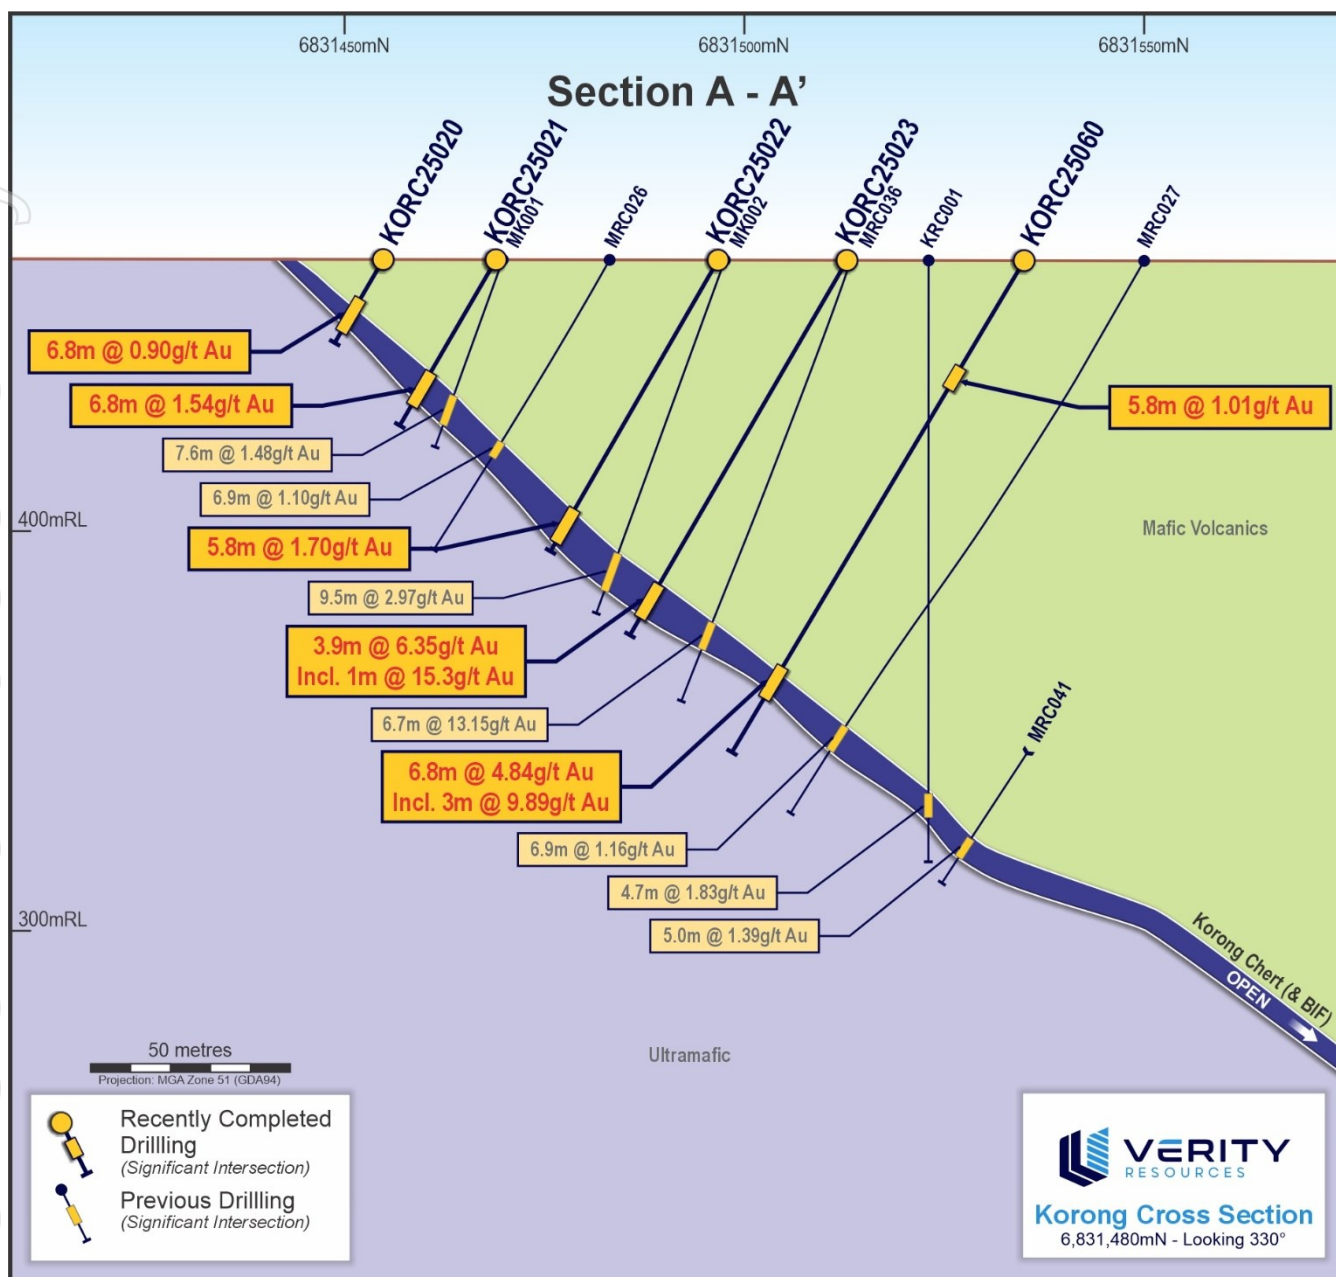 6831450mN
6831500mN
6831550mN
Section A - A’
KORC25020
KORC25021
MK001
MRC026
KORC25022
MK002
KORC25023
MRC036
KRC001
KORC25060
MRC027
6.8m @ 0.90g/t Au
6.8m @ 1.54g/t Au
5.8m @ 1.01g/t Au
7.6m @ 1.48g/t Au
6.9m @ 1.10g/t Au
400mRL
Mafic Volcanics
5.8m @ 1.70g/t Au
9.5m @ 2.97g/t Au
3.9m @ 6.35g/t Au
Incl. 1m @ 15.3g/t Au
6.7m @ 13.15g/t Au
MRC041
6.8m @ 4.84g/t Au
Incl. 3m @ 9.89g/t Au
6.9m @ 1.16g/t Au
4.7m @ 1.83g/t Au
300mRL
5.0m @ 1.39g/t Au
Korong Chert (& BIF)
OPEN
Ultramafic
50 metres
Projection: MGA Zone 51 (GDA94)
Recently Completed
Drillling
(Significant Intersection)
Previous Drillling
(Significant Intersection)
VERITY
RESOURCES
Korong Cross Section
6,831,480mN - Looking 330°